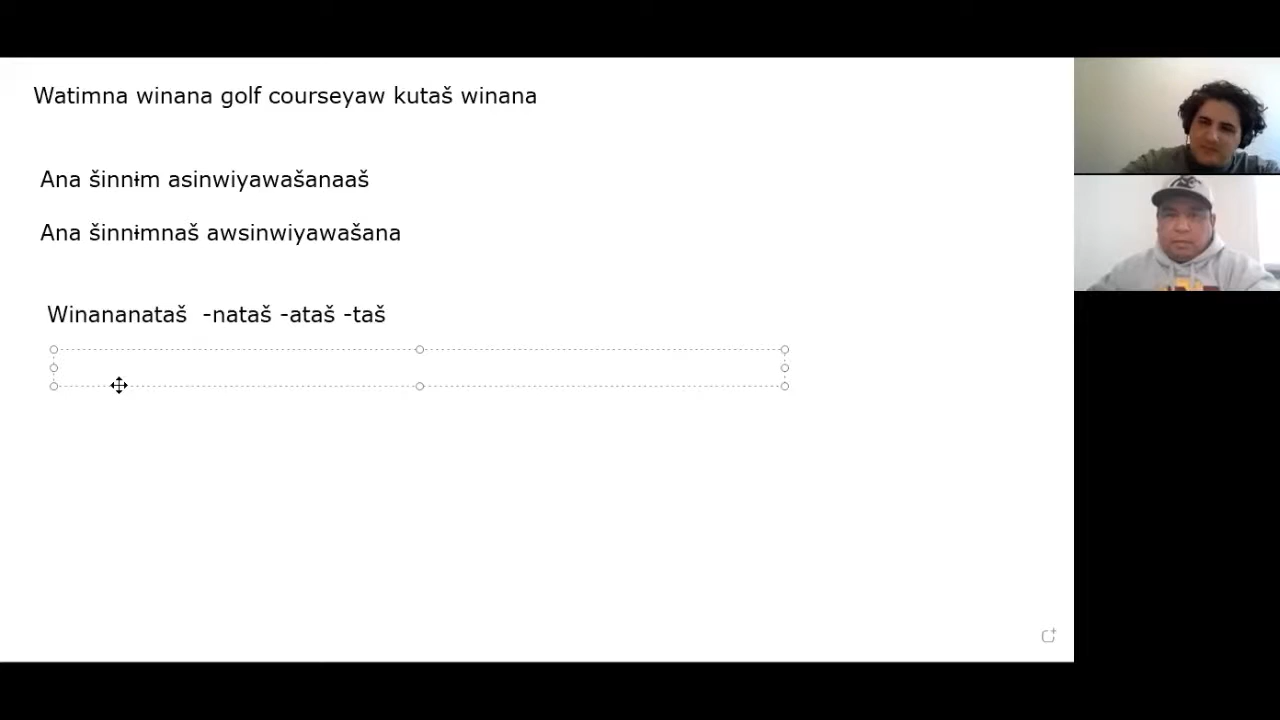 Watimna winana golf courseyaw kutaš winana
Ana šinnɨm asinwiyawašanaaš
Ana šinnɨmnaš awsinwiyawašana
Winananataš -nataš -ataš -taš